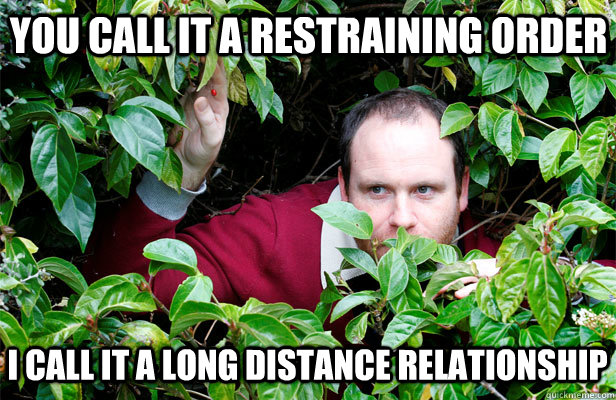 YOU CALL IT A RESTRAINING ORDER
I CALL IT A LONG DISTANCE RELATIONSHIP
quickmeme.com